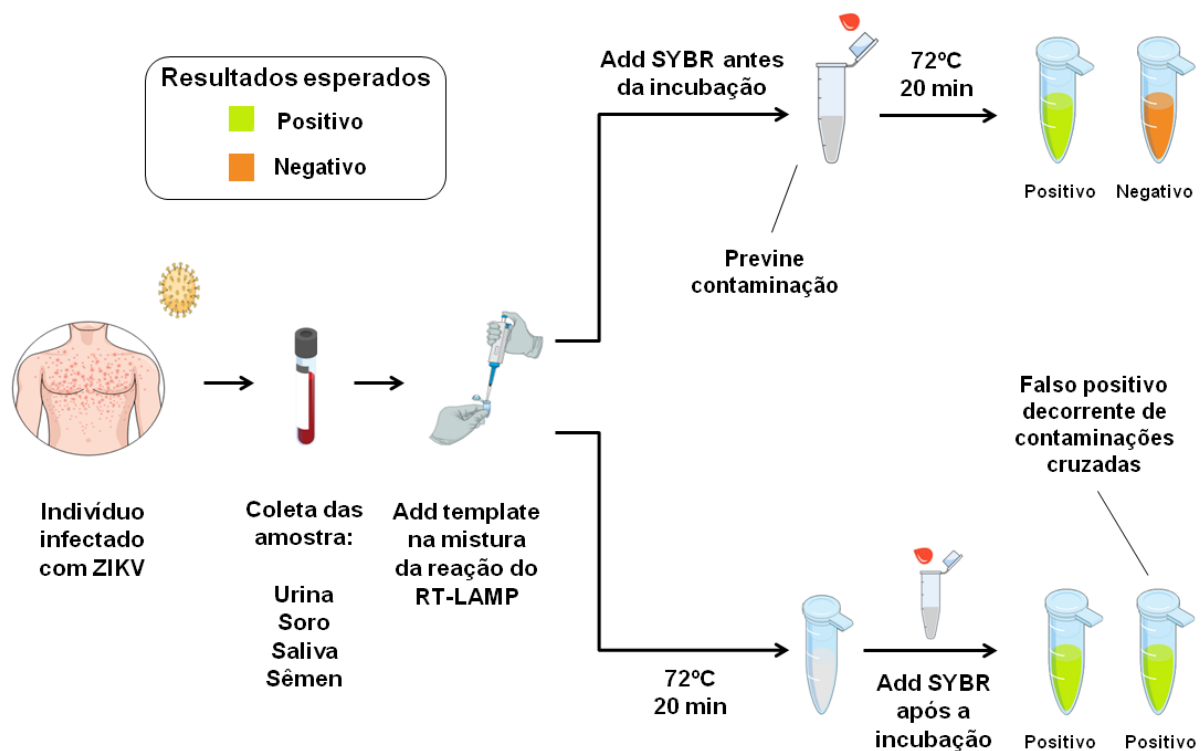 Resultados esperados
Positivo
Negativo
Add SYBR antes
da incubação
72ºC
20 min
Positivo
Negativo
Previne
contaminação
Indivíduo
infectado
com ZIKV
Coleta das
amostra:
Urina
Soro
Saliva
Sêmen
Add template
na mistura
da reação do
RT-LAMP
72ºC
20 min
Add SYBR
após a
incubação
Falso positivo
decorrente de
contaminações
cruzadas
Positivo
Positivo